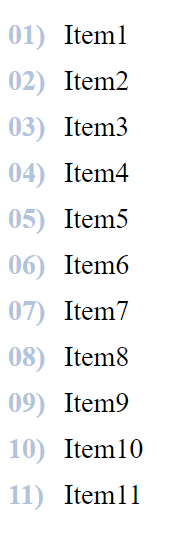 01) Item1
02) Item2
03) Item3
04) Item4
05) Item5
06) Item6
07) Item7
08) Item8
09) Item9
10) Item10
11) Item11